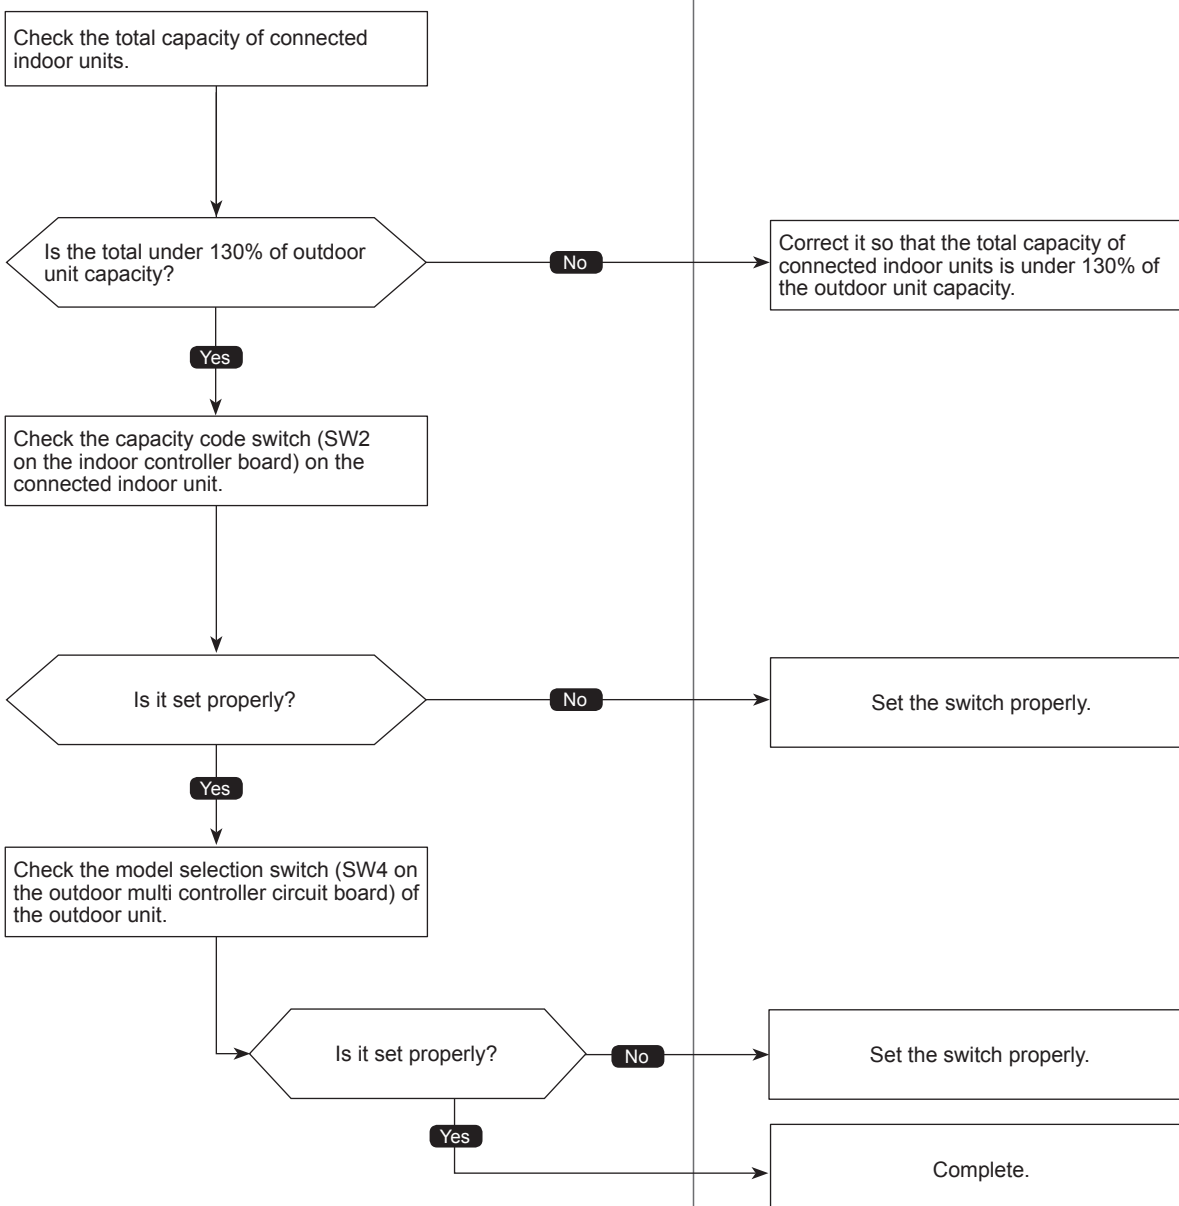 Check the total capacity of connected
indoor units.
Is the total under 130% of outdoor
unit capacity?
No
Correct it so that the total capacity of
connected indoor units is under 130% of
the outdoor unit capacity.
Yes
Check the capacity code switch (SW2
on the indoor controller board) on the
connected indoor unit.
Is it set properly?
No
Set the switch properly.
Yes
Check the model selection switch (SW4 on
the outdoor multi controller circuit board) of
the outdoor unit.
Is it set properly?
No
Set the switch properly.
Yes
Complete.